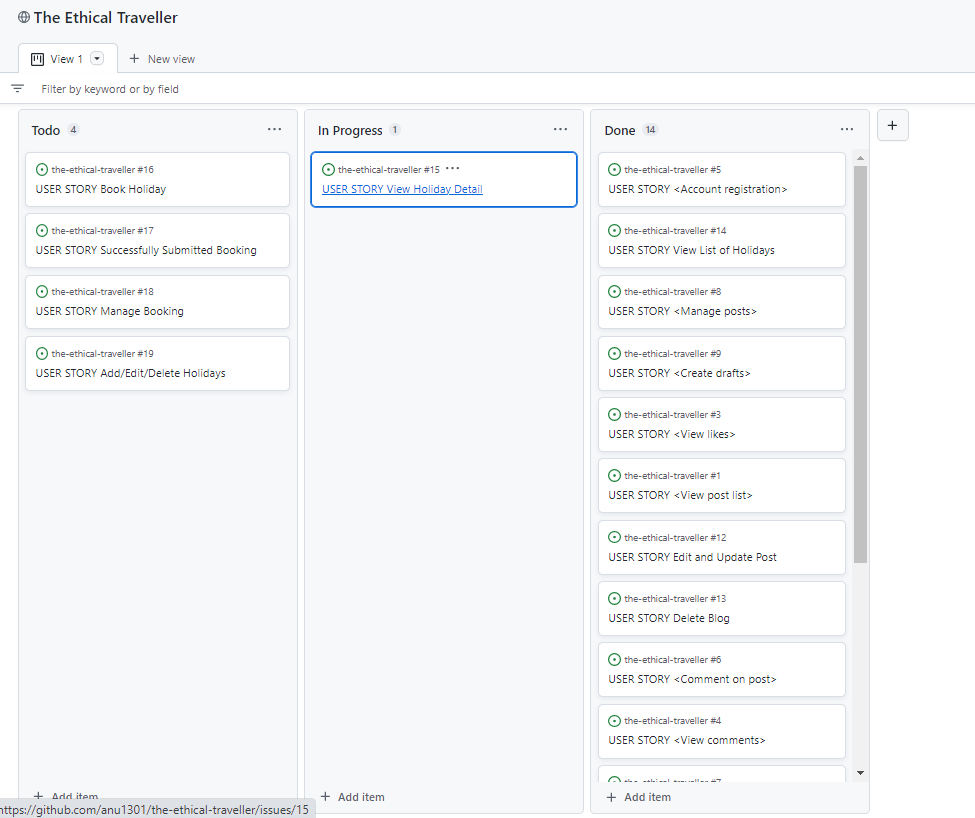 The Ethical Traveller
View 1
New view
Filter by keyword or by field
Todo 4
the-ethical-traveller #16
USER STORY Book Holiday
the-ethical-traveller #17
USER STORY Successfully Submitted Booking
the-ethical-traveller #18
USER STORY Manage Booking
the-ethical-traveller #19
USER STORY Add/Edit/Delete Holidays
Add item
In Progress 1
the-ethical-traveller #15
USER STORY View Holiday Detail
Add item
Done 14
the-ethical-traveller #5
USER STORY <Account registration>
the-ethical-traveller #14
USER STORY View List of Holidays
the-ethical-traveller #8
USER STORY <Manage posts>
the-ethical-traveller #9
USER STORY <Create drafts>
the-ethical-traveller #3
USER STORY <View likes>
the-ethical-traveller #1
USER STORY <View post list>
the-ethical-traveller #12
USER STORY Edit and Update Post
the-ethical-traveller #13
USER STORY Delete Blog
the-ethical-traveller #6
USER STORY <Comment on post>
the-ethical-traveller #4
USER STORY <View comments>
the-ethical-traveller
Add item
https://github.com/anu1301/the-ethical-traveller/issues/15